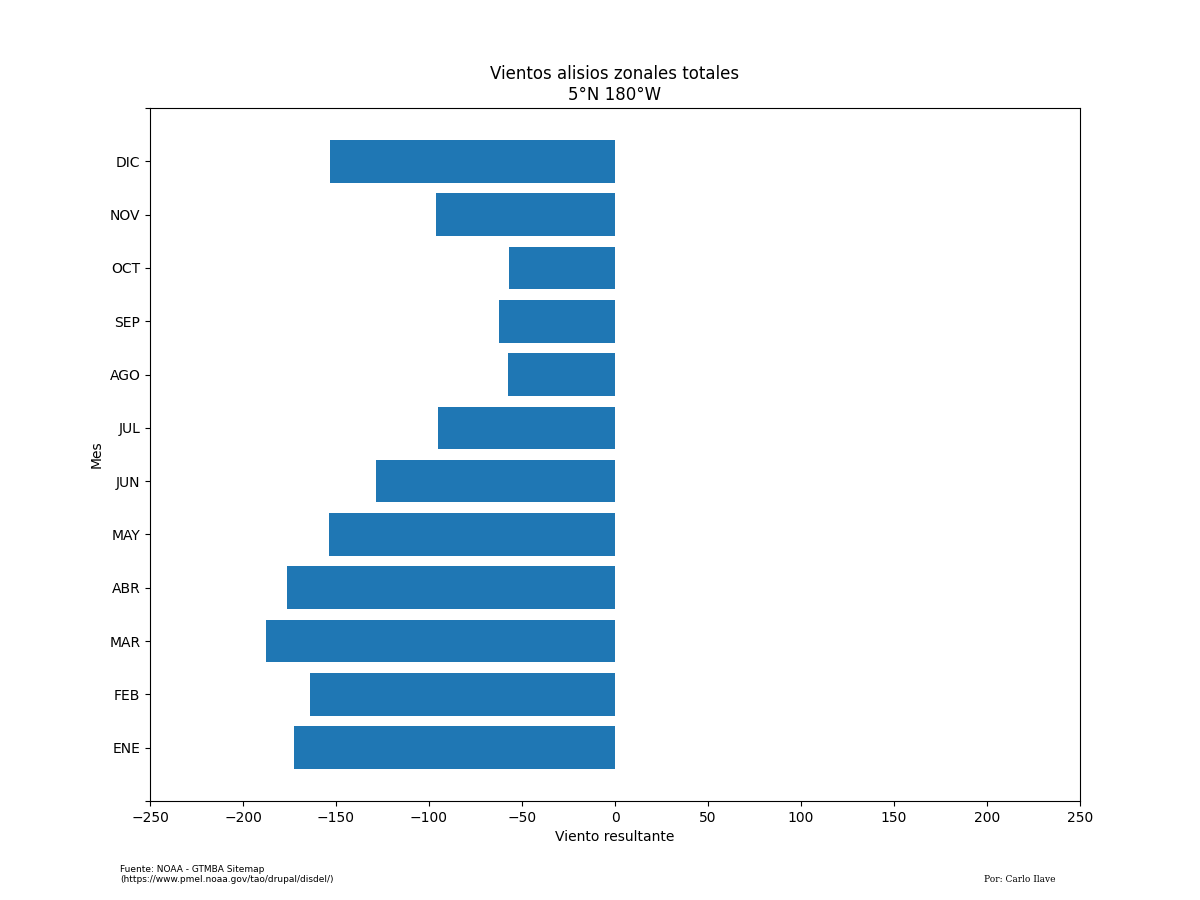 Vientos alisios zonales totales
5°N 180°W
DIC
NOV
OCT
SEP
AGO
JUL
JUN
MAY
ABR
MAR
FEB
ENE
Mes
−250 −200 −150 −100 −50 0 50 100 150 200 250
Viento resultante
Fuente: NOAA - GTMBA Sitemap
(https://www.pmel.noaa.gov/tao/drupal/disdel/)
Por: Carlo Ilave